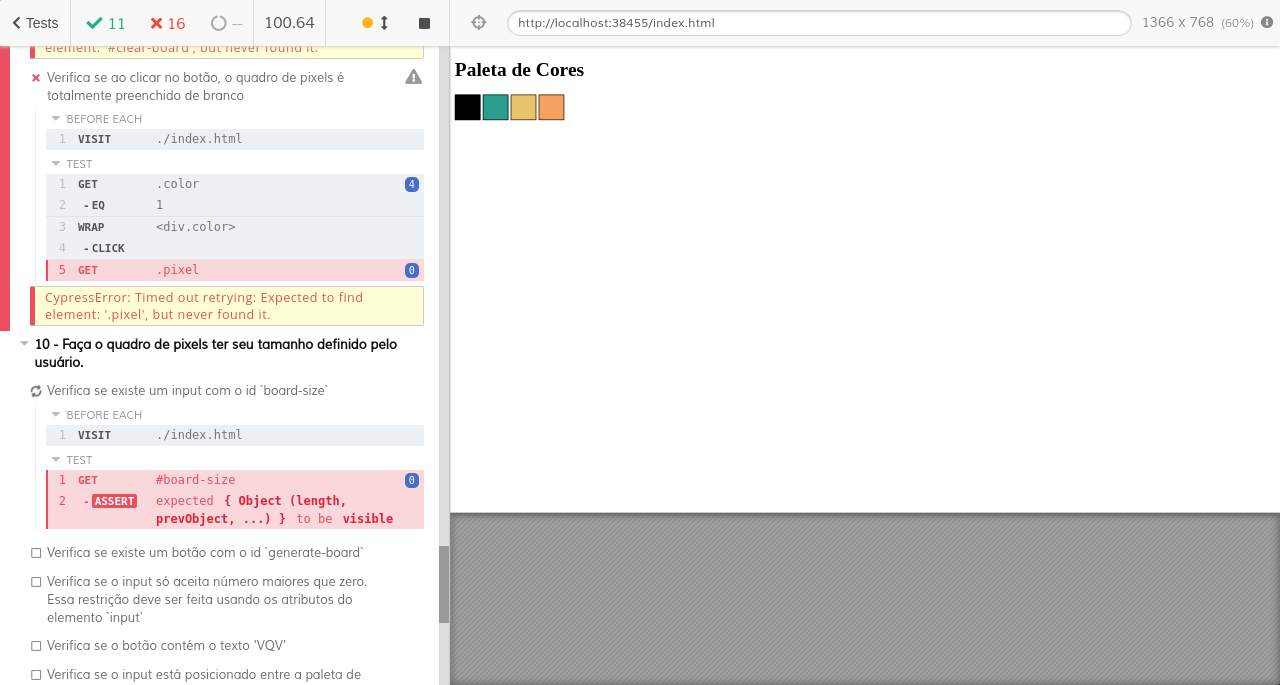 Tests
11
16
--
100.64
http://localhost:38455/index.html
1366 x 768 (60%)
element: '#clear-board', but never found it.
Verifica se ao clicar no botão, o quadro de pixels é
totalmente preenchido de branco
BEFORE EACH
1 VISIT ./index.html
TEST
1 GET .color 4
2 - EQ 1
3 WRAP <div.color>
4 - CLICK
5 GET .pixel 0
CypressError: Timed out retrying: Expected to find
element: '.pixel', but never found it.
10 - Faça o quadro de pixels ter seu tamanho definido pelo
usuário.
Verifica se existe um input com o id `board-size`
BEFORE EACH
1 VISIT ./index.html
TEST
1 GET #board-size 0
2 - ASSERT expected { Object (length,
prevObject, ...) } to be visible
Verifica se existe um botão com o id `generate-board`
Verifica se o input só aceita número maiores que zero.
Essa restrição deve ser feita usando os atributos do
elemento `input`
Verifica se o botão contém o texto 'VQV'
Verifica se o input está posicionado entre a paleta de
Paleta de Cores